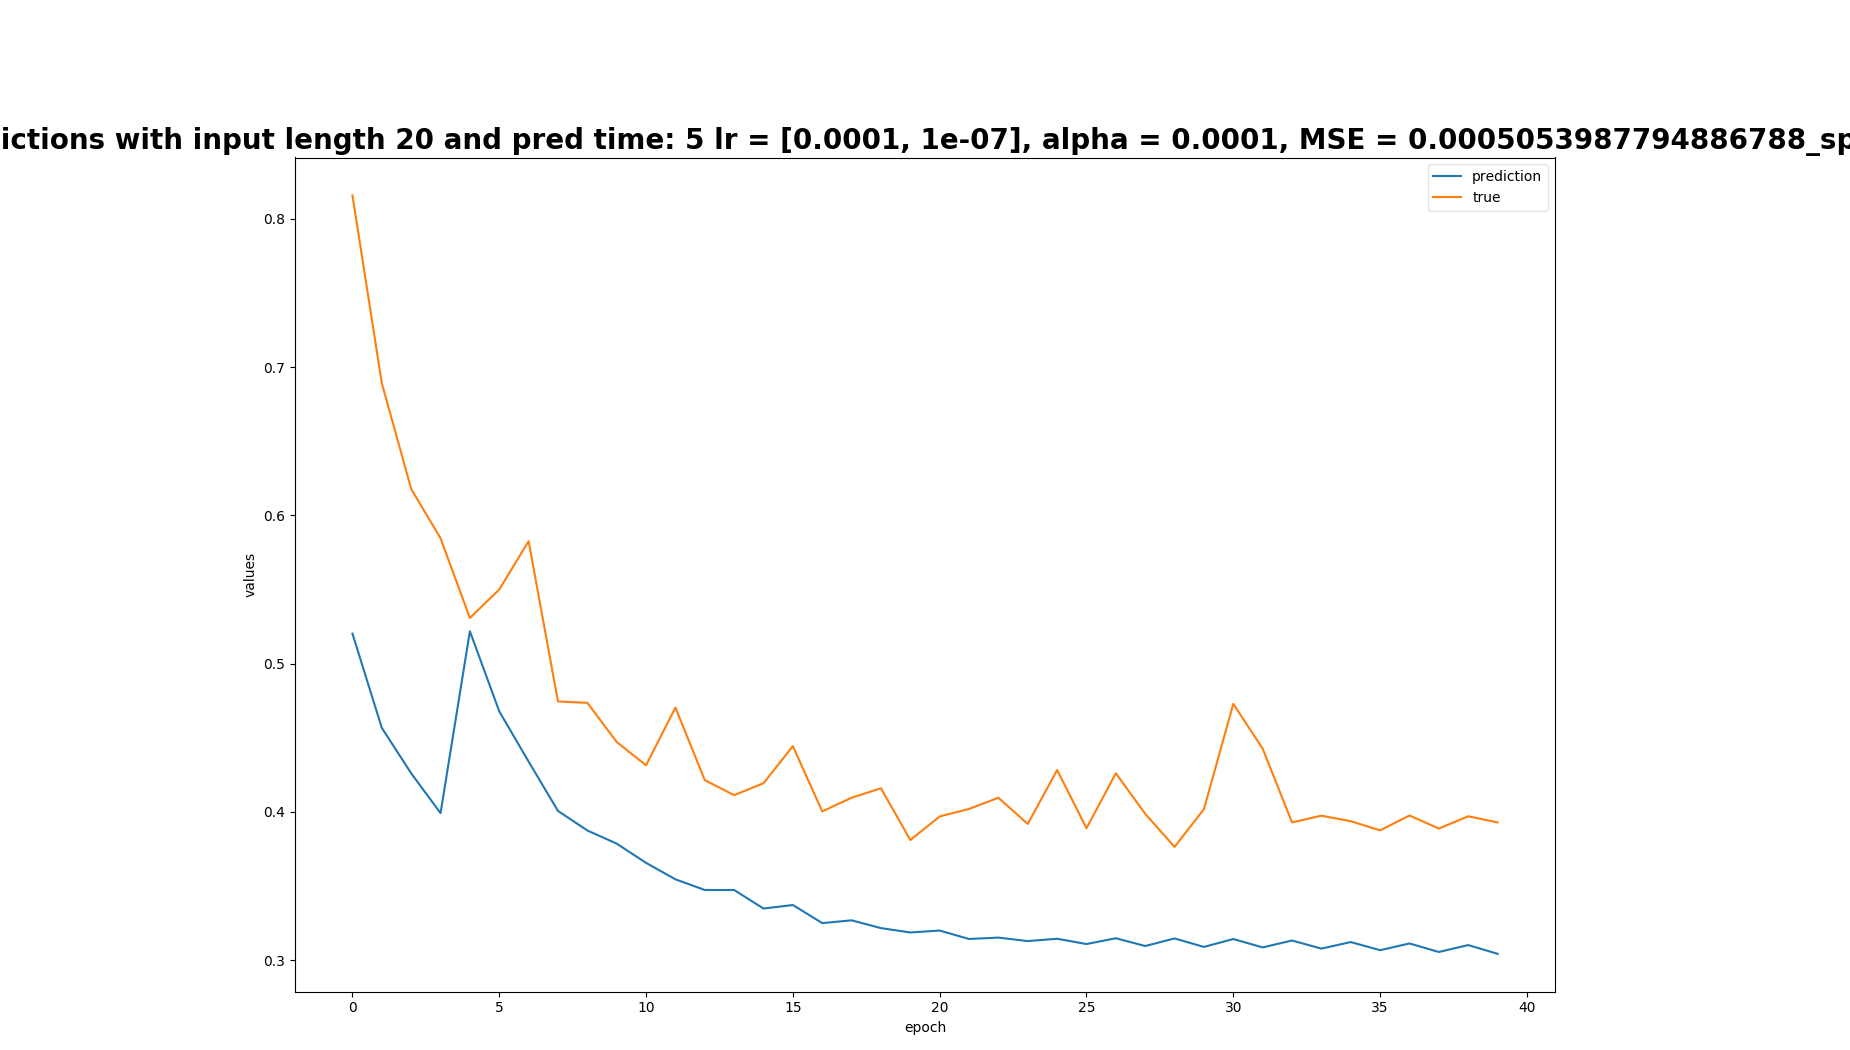 ictions with input length 20 and pred time: 5 lr = [0.0001, 1e-07], alpha = 0.0001, MSE = 0.0005053987794886788_sp
prediction
true
0.8
0.7
0.6
0.5
0.4
0.3
values
0 5 10 15 20 25 30 35 40
epoch